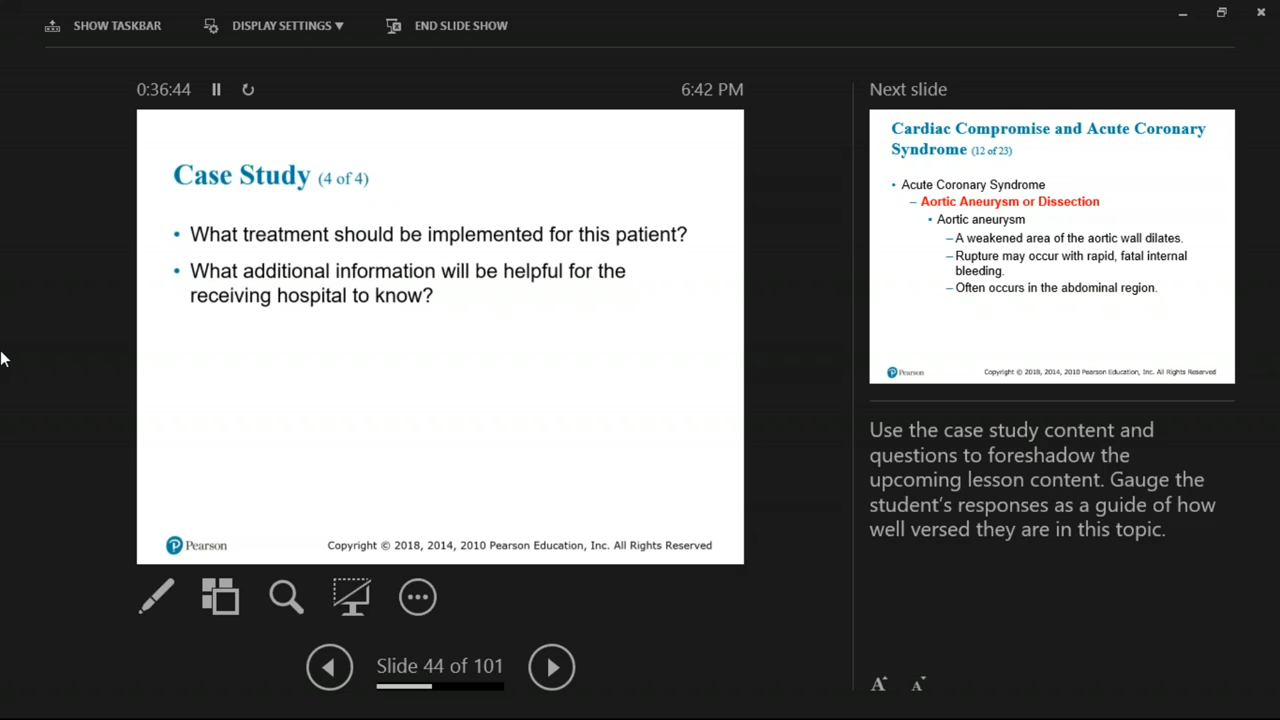 SHOW TASKBAR DISPLAY SETTINGS ▼ END SLIDE SHOW
0:36:44 6:42 PM
Case Study (4 of 4)
• What treatment should be implemented for this patient?
• What additional information will be helpful for the
receiving hospital to know?
Pearson Copyright © 2018, 2014, 2010 Pearson Education, Inc. All Rights Reserved
Slide 44 of 101
Next slide
Cardiac Compromise and Acute Coronary
Syndrome (12 of 23)
• Acute Coronary Syndrome
– Aortic Aneurysm or Dissection
• Aortic aneurysm
– A weakened area of the aortic wall dilates.
– Rupture may occur with rapid, fatal internal
bleeding.
– Often occurs in the abdominal region.
Pearson Copyright © 2018, 2014, 2010 Pearson Education, Inc. All Rights Reserved
Use the case study content and
questions to foreshadow the
upcoming lesson content. Gauge the
student's responses as a guide of how
well versed they are in this topic.
A A